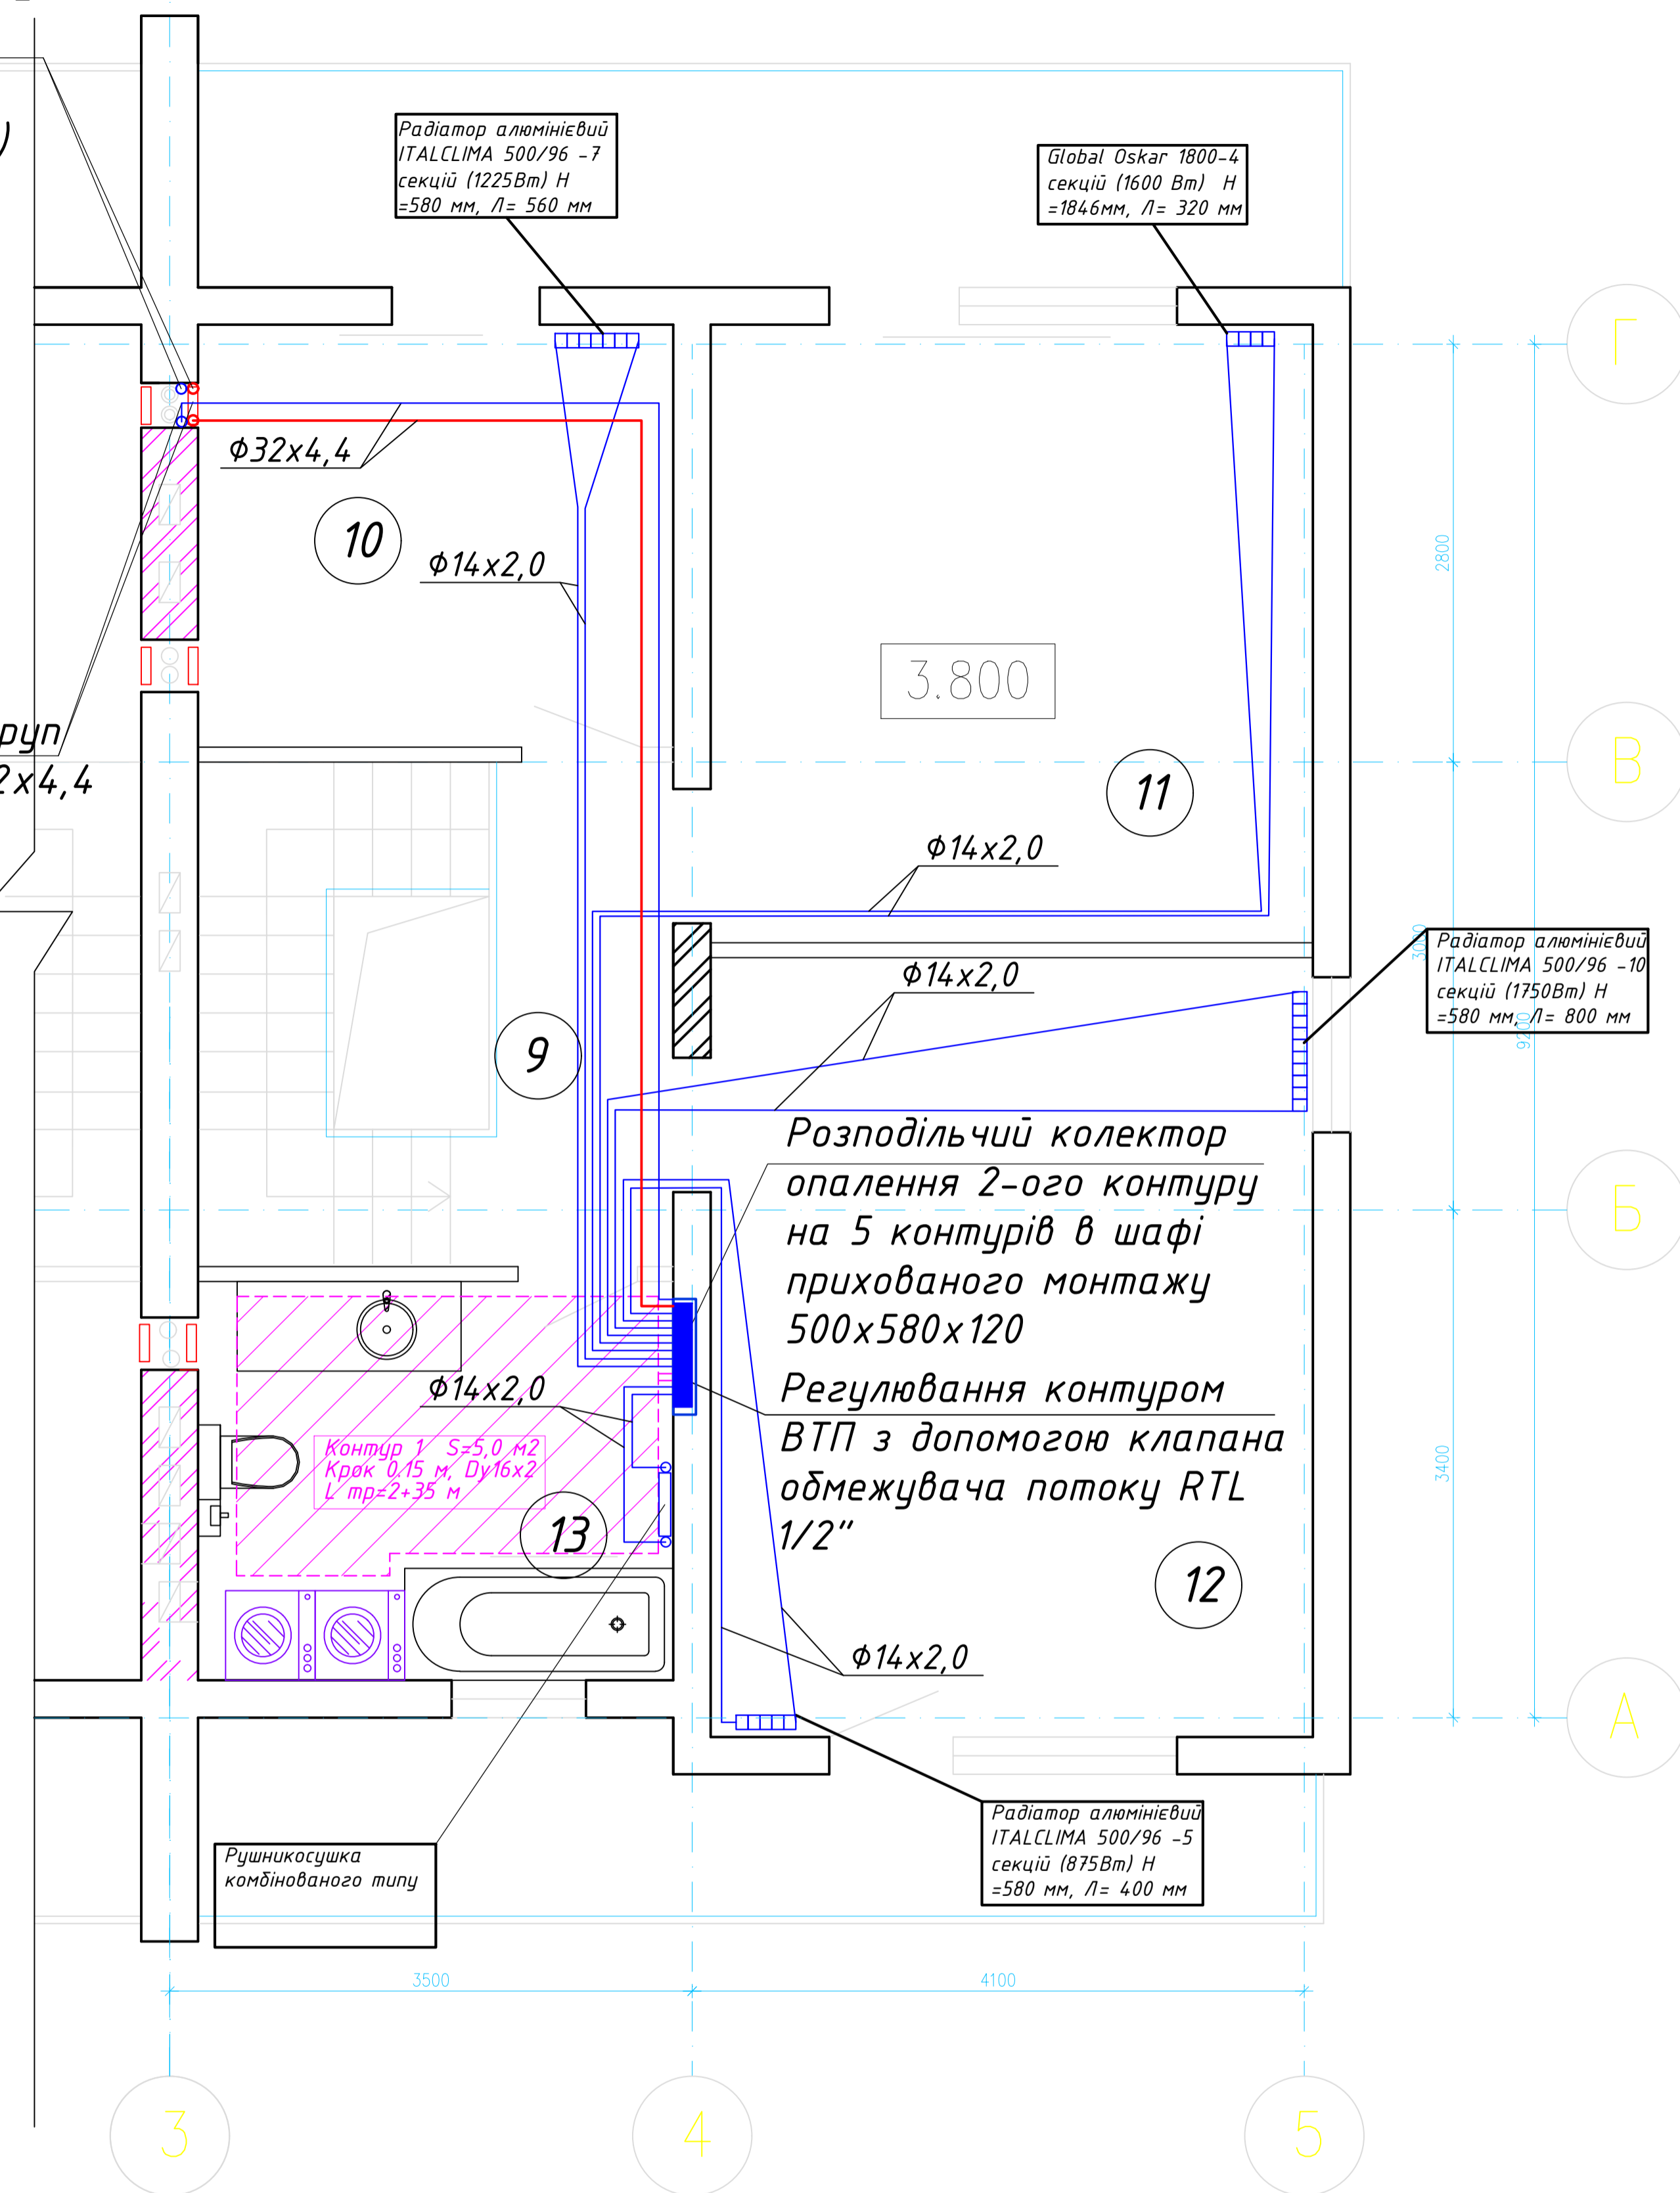 Радіатор алюмінієвий
ITALCLIMA 500/96 -7
секцій (1225Вт) Н
=580 мм, Л= 560 мм
Global Oskar 1800-4
секцій (1600 Вт) Н
=1846мм, Л= 320 мм
Г
Ф32х4,4
10
Ф14х2,0
2800
3.800
руп
2х4,4
В
11
Ф14х2,0
Радіатор алюмінієвий
ITALCLIMA 500/96 -10
секцій (1750Вт) Н
=580 мм, Л= 800 мм
3000
9200
Ф14х2,0
9
Розподільчий колектор
опалення 2-ого контуру
на 5 контурів в шафі
прихованого монтажу
500х580х120
Б
Регулювання контуром
ВТП з допомогою клапана
обмежувача потоку RTL
1/2"
Ф14х2,0
Контур 1 S=5,0 м2
Крок 0.15 м, Dy16x2
L тр=2+35 м
3400
13
12
Ф14х2,0
А
Радіатор алюмінієвий
ITALCLIMA 500/96 -5
секцій (875Вт) Н
=580 мм, Л= 400 мм
Рушникосушка
комбінованого типу
3500
4100
3
4
5